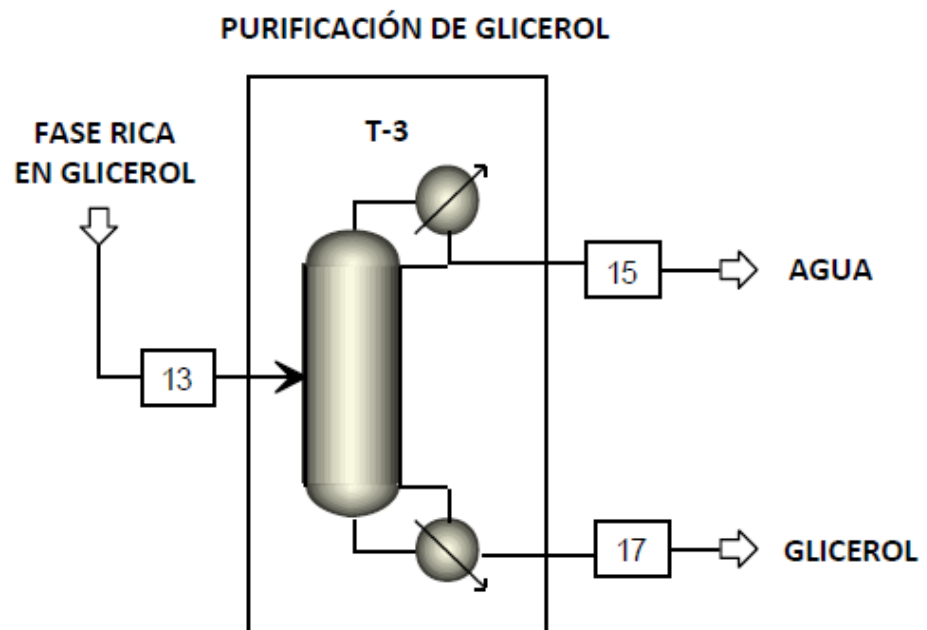 PURIFICACIÓN DE GLICEROL
T-3
FASE RICA
EN GLICEROL
15
AGUA
13
17
GLICEROL